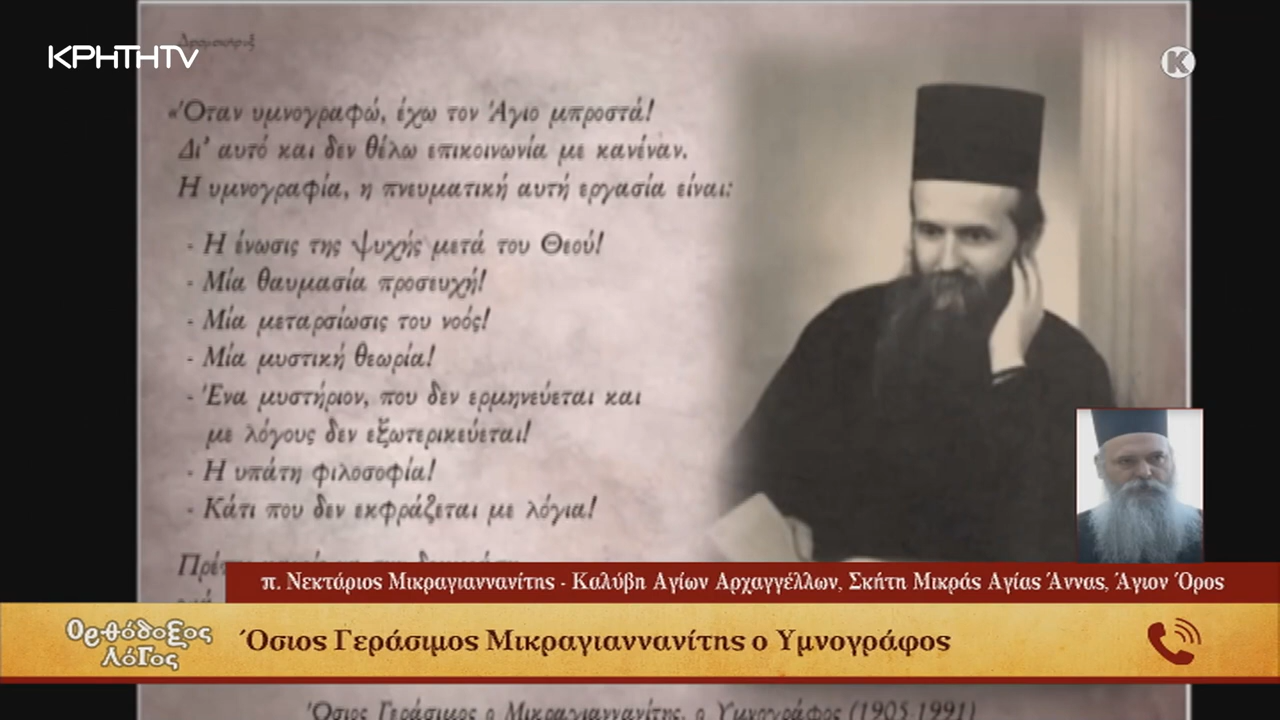 ΚΡΗΤΗTV
K
«Όταν υμνογραφώ, έχω τον Άγιο μπροστά!
Δι' αυτό και δεν θέλω επικοινωνία με κανέναν.
Η υμνογραφία, η πνευματική αυτή εργασία είναι:
- Η ένωσις της ψυχής μετά του Θεού!
- Μία θαυμασία προσευχή!
- Μία μεταρσίωσις του νοός!
- Μία μυστική θεωρία!
- Ένα μυστήριον, που δεν ερμηνεύεται και
με λόγους δεν εξωτερικεύεται!
- Η υπάτη φιλοσοφία!
- Κάτι που δεν εκφράζεται με λόγια!
π. Νεκτάριος Μικραγιαννανίτης - Καλύβη Αγίων Αρχαγγέλλων, Σκήτη Μικράς Αγίας Άννας, Άγιον Όρος
Ορθόδοξος
Λόγος
Όσιος Γεράσιμος Μικραγιαννανίτης ο Υμνογράφος
Όσιος Γεράσιμος ο Μικραγιαννανίτης, ο Υμνογράφος (1905-1991)